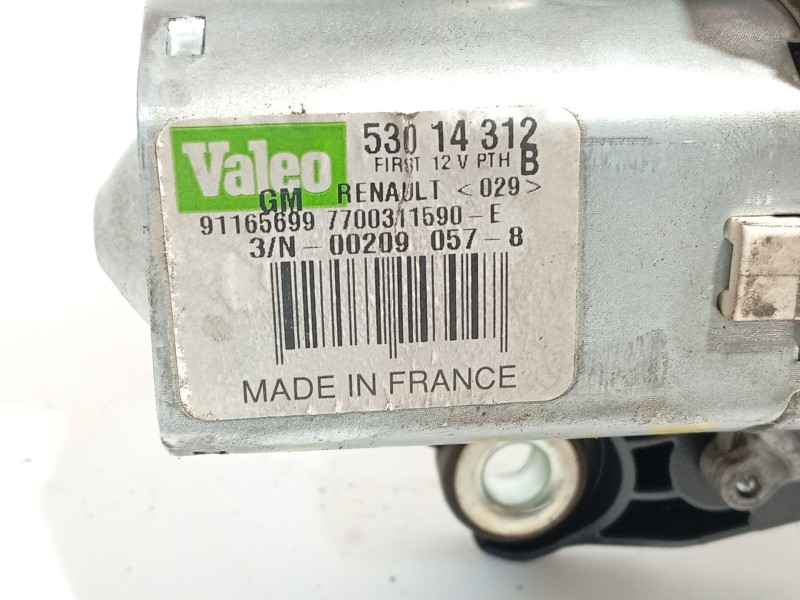 Valeo 530 14 312
FIRST 12 V PTH B
GM RENAULT <029>
91165699 7700311590-E
3/N-00209 057-8
MADE IN FRANCE